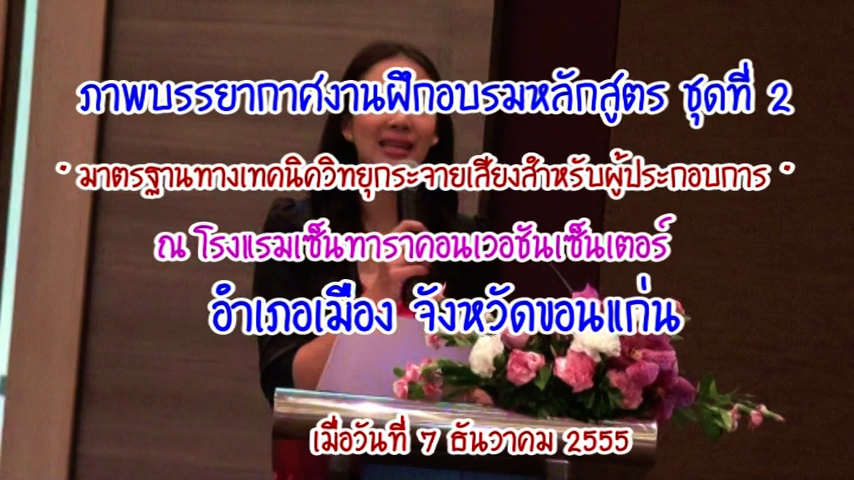 ภาพบรรยากาศงานฝึกอบรมหลักสูตร ชุดที่ 2
" มาตรฐานทางเทคนิควิทยุกระจายเสียงสำหรับผู้ประกอบการ "
ณ โรงแรมเซ็นทาราคอนเวอชันเซ็นเตอร์
อำเภอเมือง จังหวัดขอนแก่น
เมื่อวันที่ 7 ธันวาคม 2555